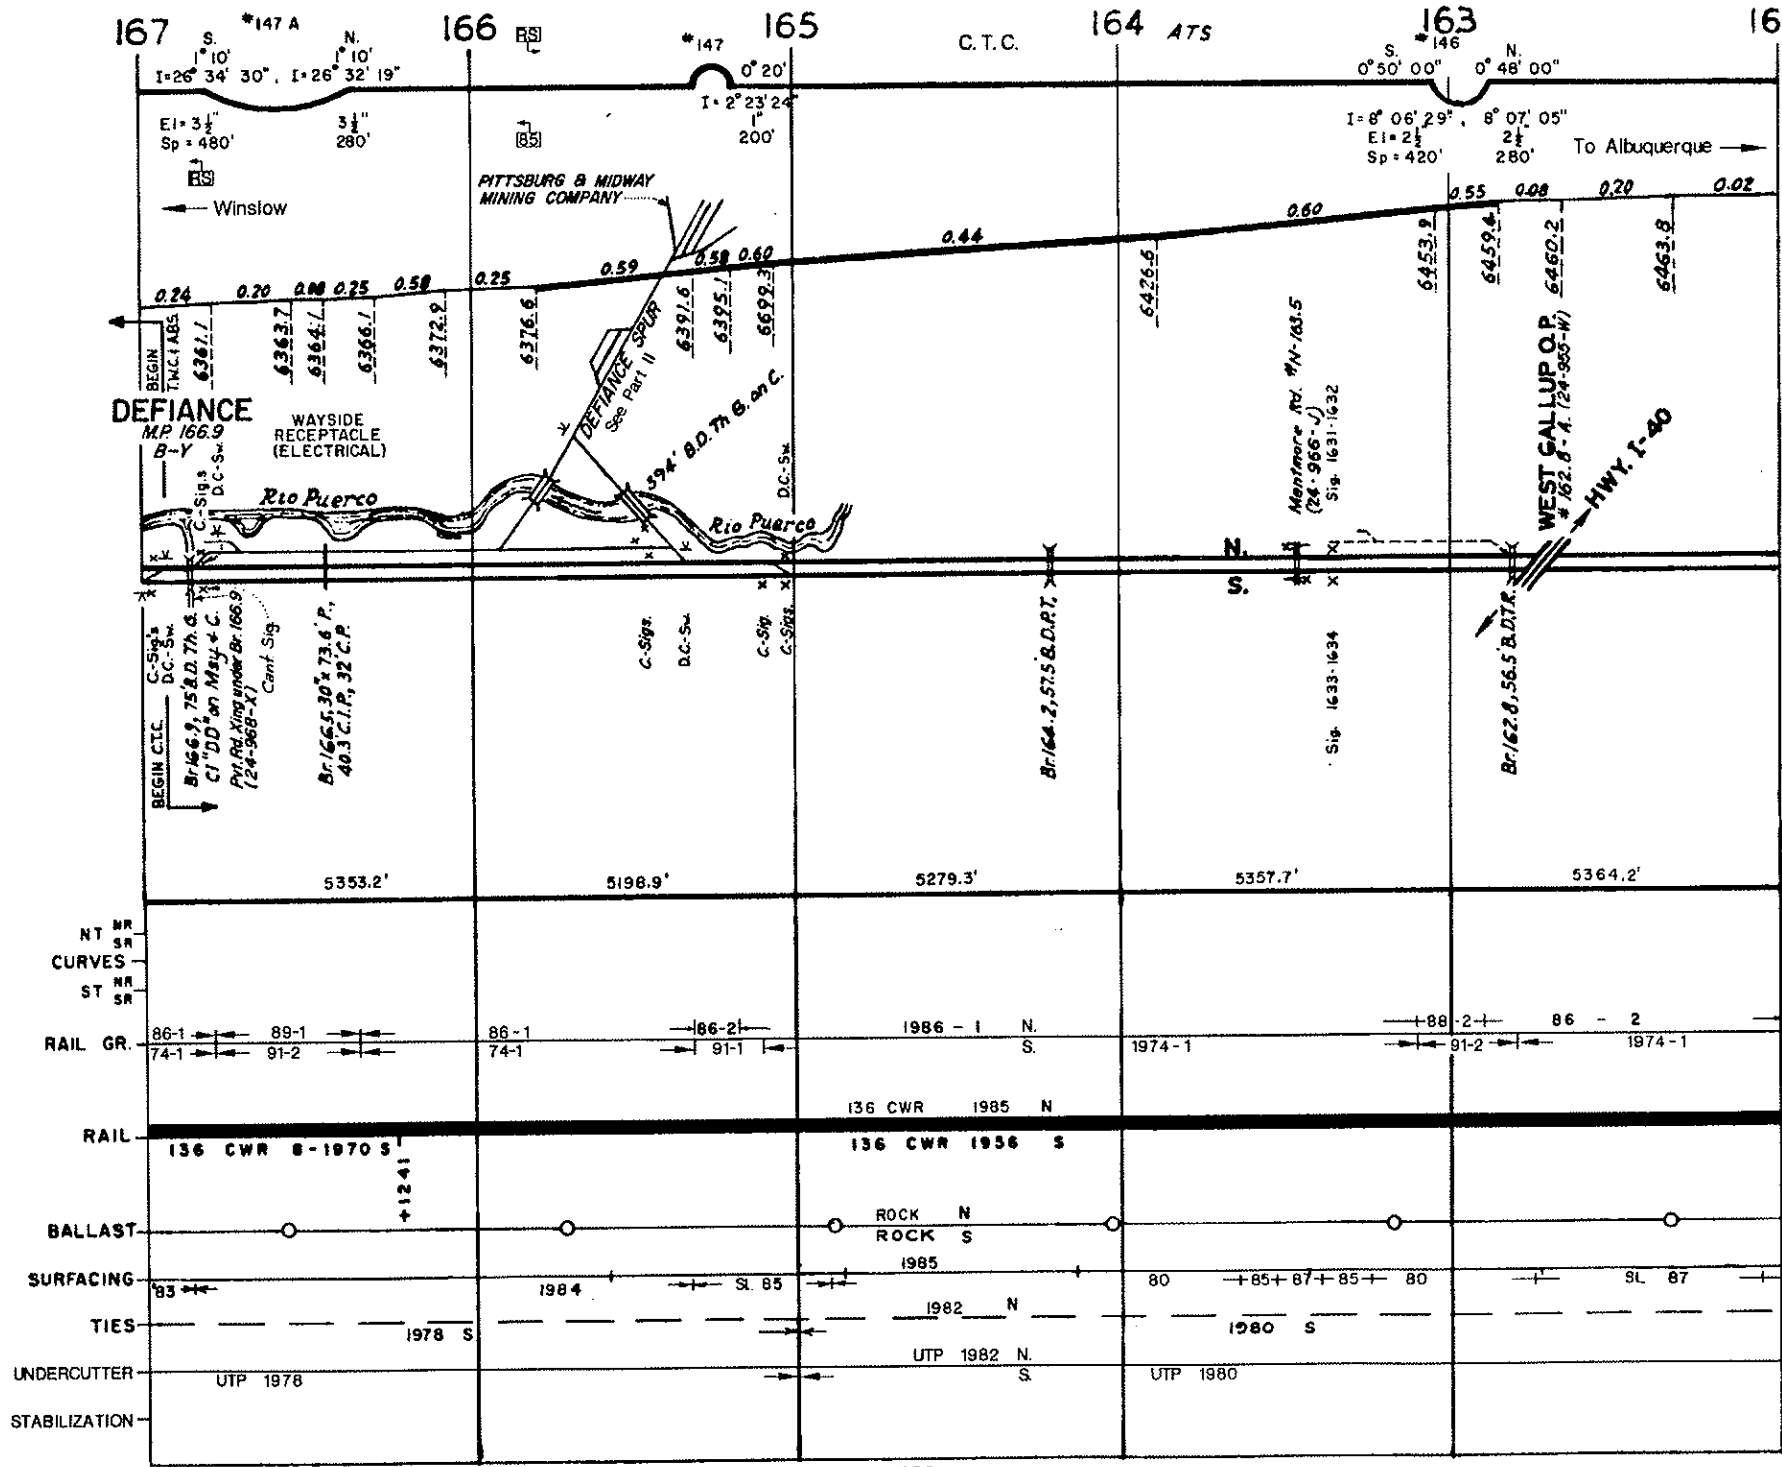 167
#147 A
166
RS
#147
165
C.T.C.
164
ATS
163
#146
16
S.
1° 10'
N.
1° 10'
I=26° 34' 30", I=26° 32' 19"
0° 20'
I= 2° 23' 24"
1"
200'
S.
0° 50' 00"
N.
0° 48' 00"
I=8° 06' 29", 8° 07' 05"
El=2½" 2½"
Sp=420' 280'
El=3½" 3½"
Sp=480' 280'
85
RS
To Albuquerque
Winslow
PITTSBURG & MIDWAY
MINING COMPANY
0.24 0.20 0.08 0.25 0.58 0.25 0.59 0.58 0.60 0.44 0.60 0.55 0.08 0.20 0.02
6361.1
6363.7
6364.1
6366.1
6372.9
6376.6
6391.6
6395.1
6699.3
6426.6
6453.9
6459.4
6460.2
6463.8
BEGIN
T.W.C. & ABS.
DEFIANCE
M.P. 166.9
B-Y
WAYSIDE
RECEPTACLE
(ELECTRICAL)
DEFIANCE SPUR
See Part II
394' B.D. Th G. on C.
C.-Sig.s
D.C.-Sw.
Rio Puerco
Rio Puerco
D.C.-Sw.
Mentmore Rd. #N-163.5
(24-966-J)
Sig. 1631-1632
WEST GALLUP O.P.
# 162.8-A. (24-955-W)
HWY. I-40
N.
S.
C.-Sig's
D.C.-Sw.
BEGIN C.T.C.
Br.166.9, 75' B.D. Th. G.
Cl "DD" on Msy & C.
Pvt. Rd. Xing under Br. 166.9
(24-968-X)
Cant. Sig.
Br.166.5, 30"x 73.6' P.,
40.3' C.I.P., 32' C.P.
C.-Sigs.
D.C.-Sw.
C.-Sig.
C.-Sigs.
Br.164.2, 57.5' B.D.P.T.
Sig. 1633-1634
Br.162.8, 56.5' B.D.T.R.
5353.2' 5198.9' 5279.3' 5357.7' 5364.2'
NT NR
SR
CURVES
ST NR
SR
RAIL GR.
86-1 89-1 86-1 86-2 1986-1 N. 88-2 86 - 2
74-1 91-2 74-1 91-1 S. 1974-1 91-2 1974-1
136 CWR 1985 N
RAIL
136 CWR 8-1970 S 136 CWR 1956 S
+1241
BALLAST
ROCK N
ROCK S
SURFACING
'83 1984 SL 85 1985 80 85 87 85 80 SL 87
TIES
1982 N
1978 S 1980 S
UNDERCUTTER
UTP 1982 N.
UTP 1978 S. UTP 1980
STABILIZATION